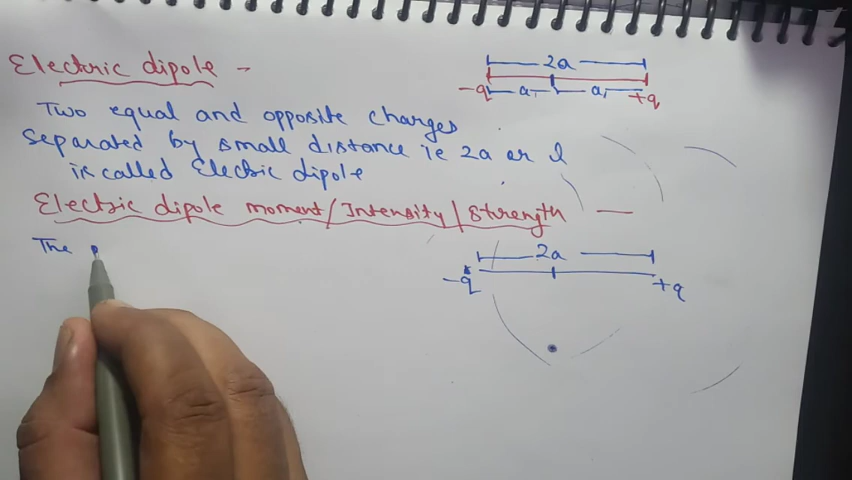 Electric dipole -
2a
-q a a +q
Two equal and opposite charges
separated by small distance ie 2a or l
is called Electric dipole
Electric dipole moment/Intensity/Strength —
The
2a
-q +q